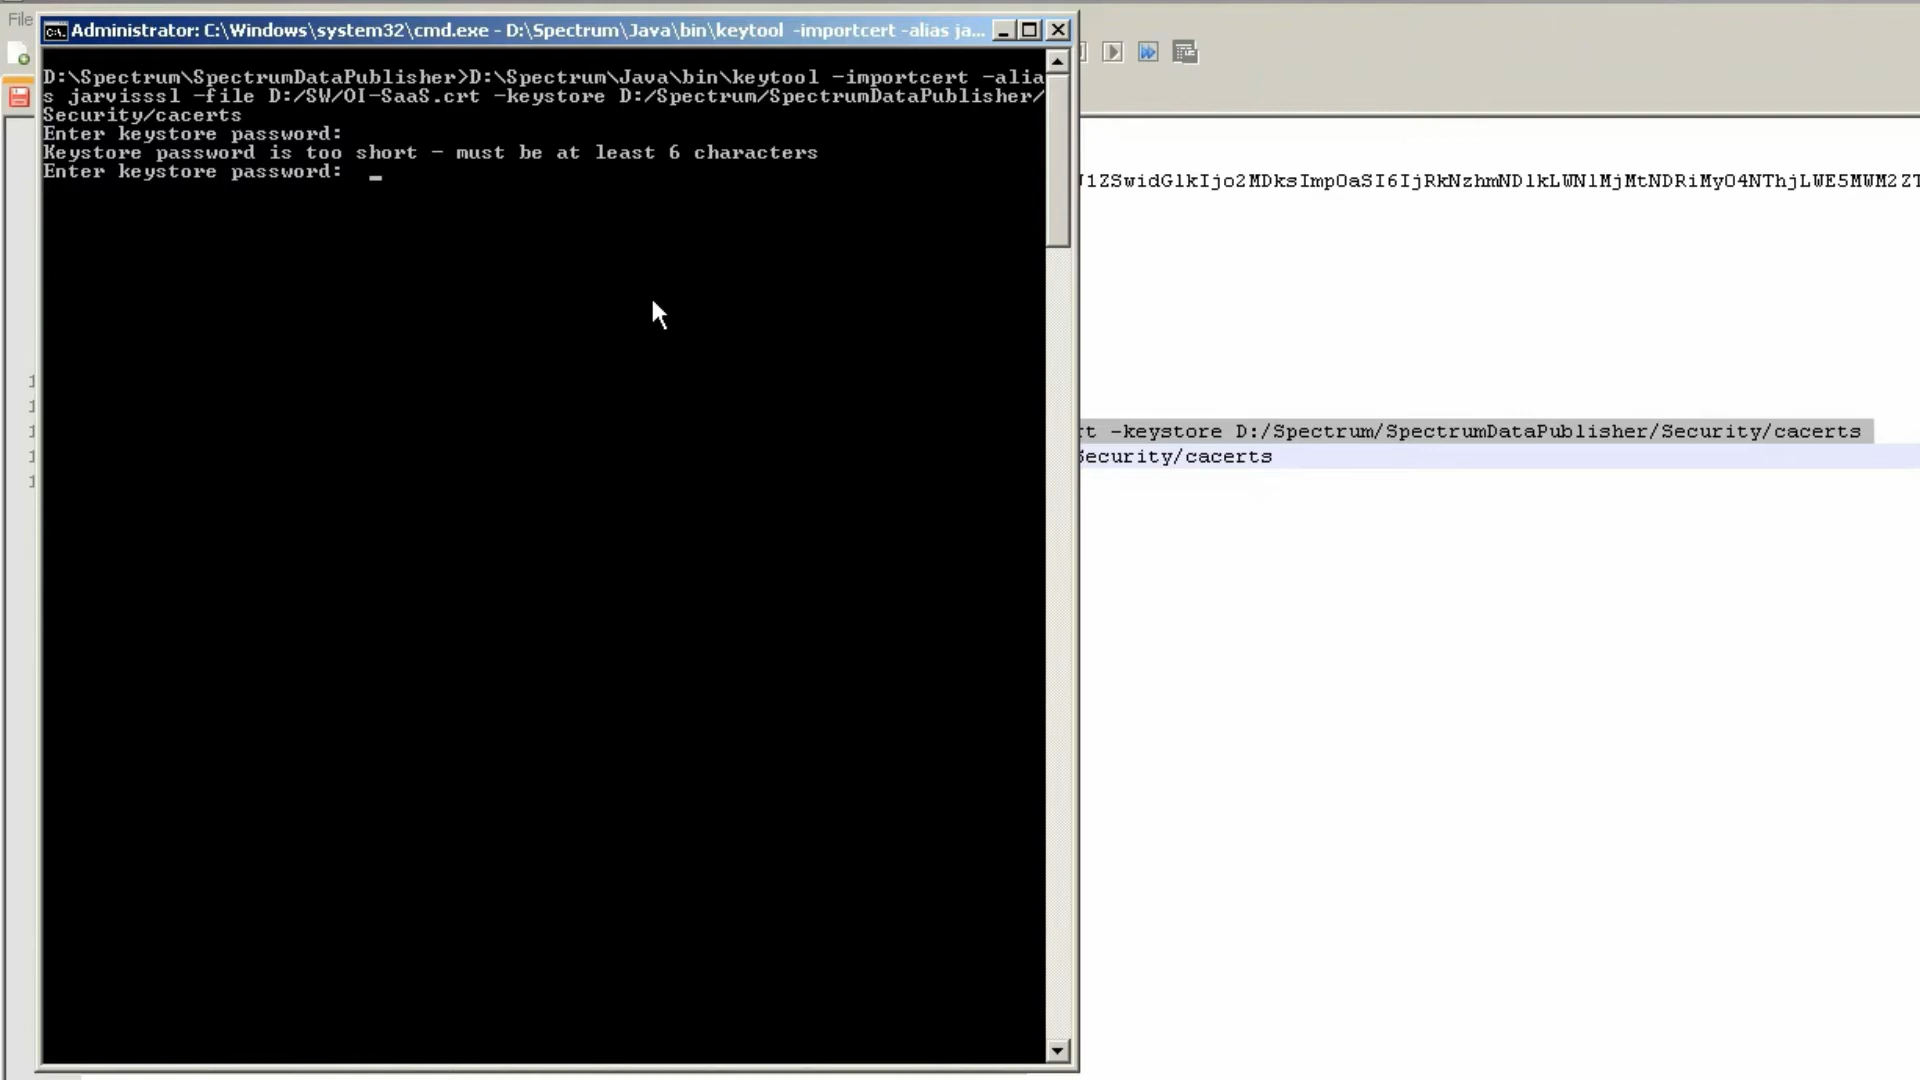 File
Administrator: C:\Windows\system32\cmd.exe - D:\Spectrum\Java\bin\keytool -importcert -alias ja...
D:\Spectrum\SpectrumDataPublisher>D:\Spectrum\Java\bin\keytool -importcert -alia
s jarvisssl -file D:/SW/OI-SaaS.crt -keystore D:/Spectrum/SpectrumDataPublisher/
Security/cacerts
Enter keystore password:
Keystore password is too short - must be at least 6 characters
Enter keystore password: _
rt -keystore D:/Spectrum/SpectrumDataPublisher/Security/cacerts
Security/cacerts